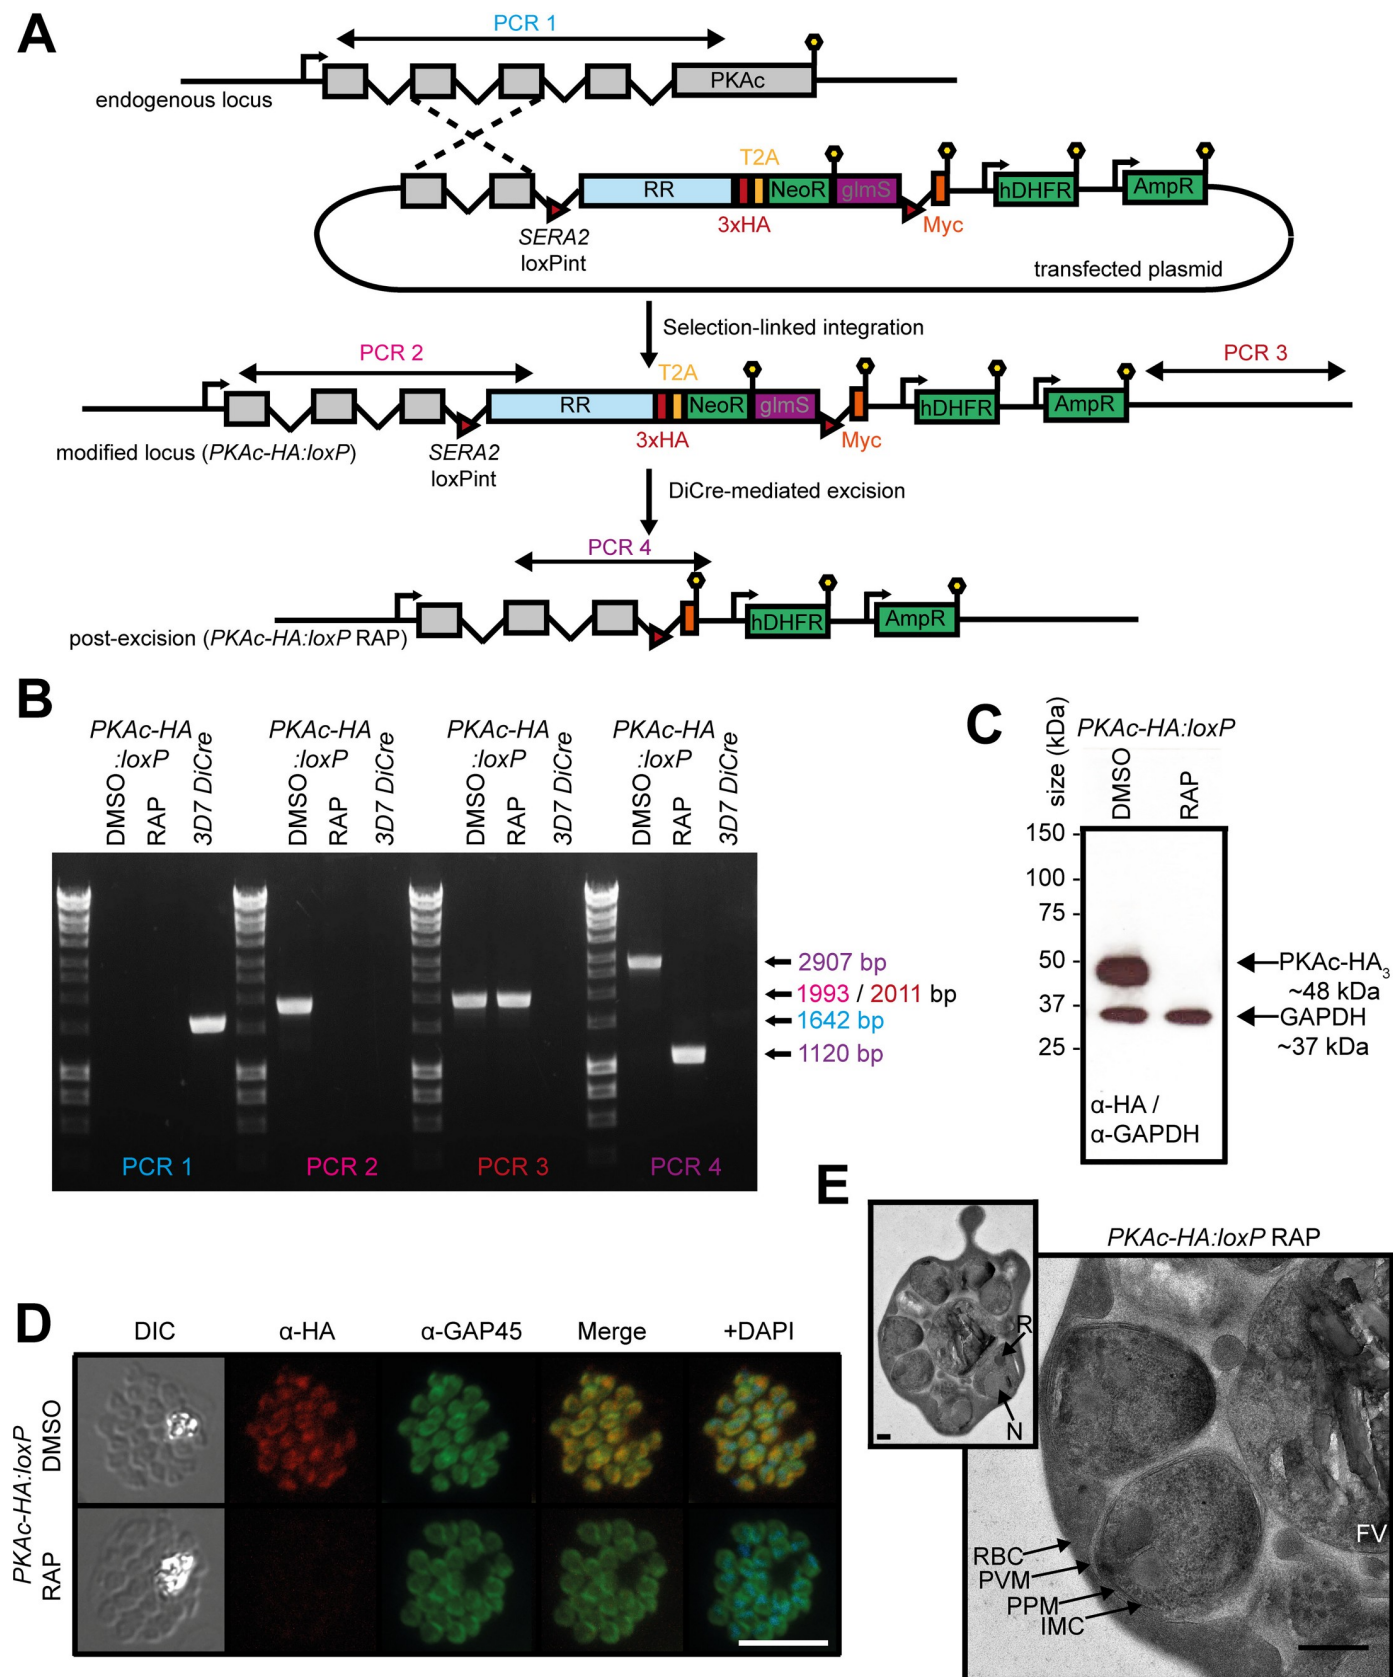 A
PCR 1
PKAc
endogenous locus
T2A
RR
NeoR
glmS
hDHFR
AmpR
3xHA
Myc
SERA2
loxPint
transfected plasmid
Selection-linked integration
PCR 2
PCR 3
T2A
RR
NeoR
glmS
hDHFR
AmpR
3xHA
Myc
modified locus (PKAc-HA:loxP)
SERA2
loxPint
DiCre-mediated excision
PCR 4
hDHFR
AmpR
post-excision (PKAc-HA:loxP RAP)
B
PKAc-HA
:loxP
DMSO
RAP
3D7 DiCre
PKAc-HA
:loxP
DMSO
RAP
3D7 DiCre
PKAc-HA
:loxP
DMSO
RAP
3D7 DiCre
PKAc-HA
:loxP
DMSO
RAP
3D7 DiCre
2907 bp
1993 / 2011 bp
1642 bp
1120 bp
PCR 1
PCR 2
PCR 3
PCR 4
C
size (kDa)
PKAc-HA:loxP
DMSO
RAP
150
100
75
50
37
25
PKAc-HA3
~48 kDa
GAPDH
~37 kDa
α-HA /
α-GAPDH
D
DIC
α-HA
α-GAP45
Merge
+DAPI
PKAc-HA:loxP
DMSO
RAP
E
PKAc-HA:loxP RAP
R
N
FV
RBC
PVM
PPM
IMC